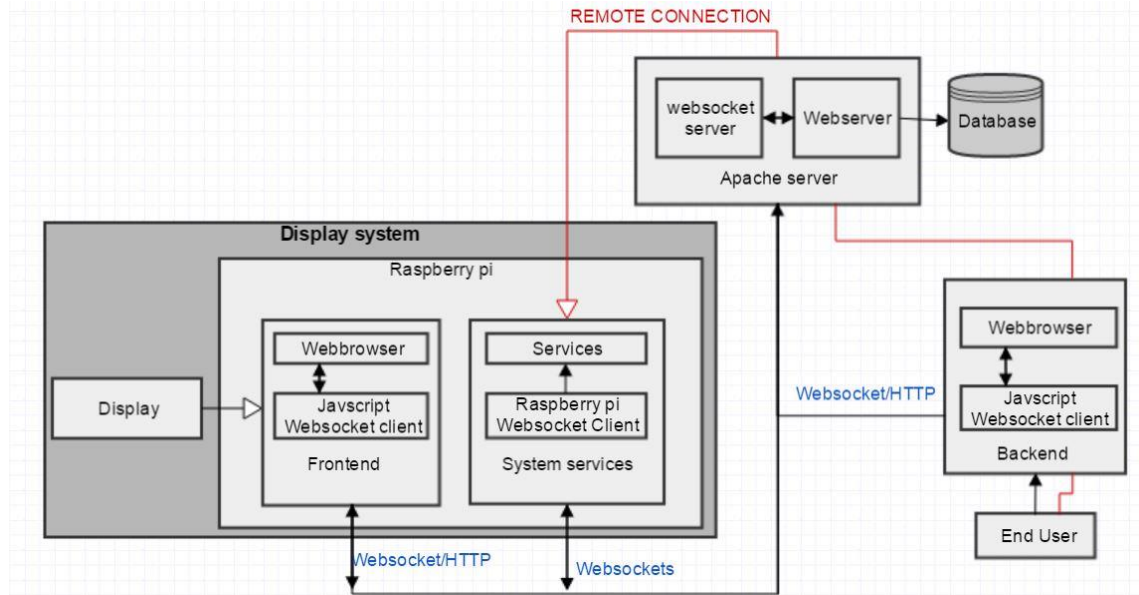 REMOTE CONNECTION
websocket
server
Webserver
Database
Apache server
Display system
Raspberry pi
Webbrowser
Services
Display
Javscript
Websocket client
Raspberry pi
Websocket Client
Frontend
System services
Websocket/HTTP
Webbrowser
Javscript
Websocket client
Backend
Websocket/HTTP
Websockets
End User